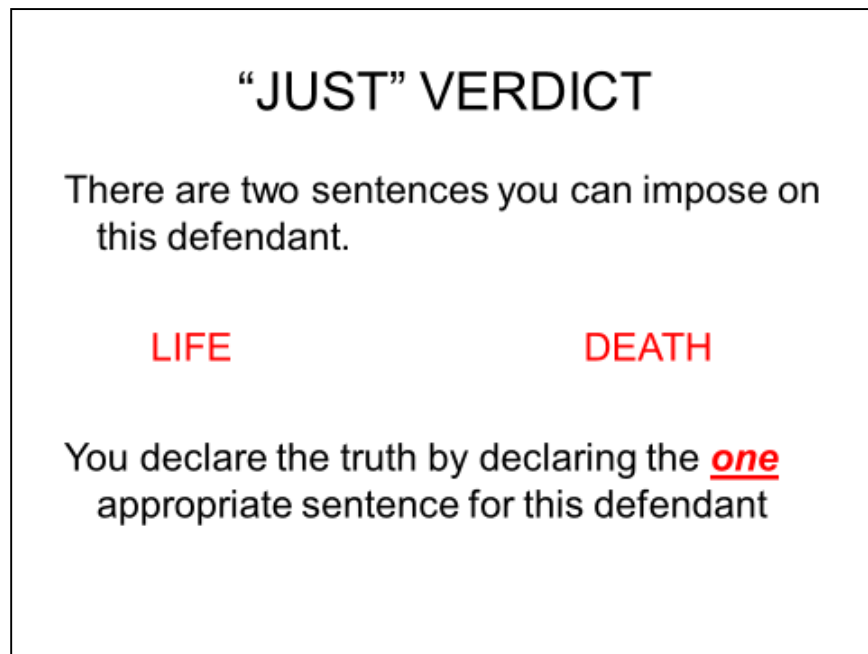 “JUST” VERDICT
There are two sentences you can impose on
this defendant.
LIFE DEATH
You declare the truth by declaring the one
appropriate sentence for this defendant